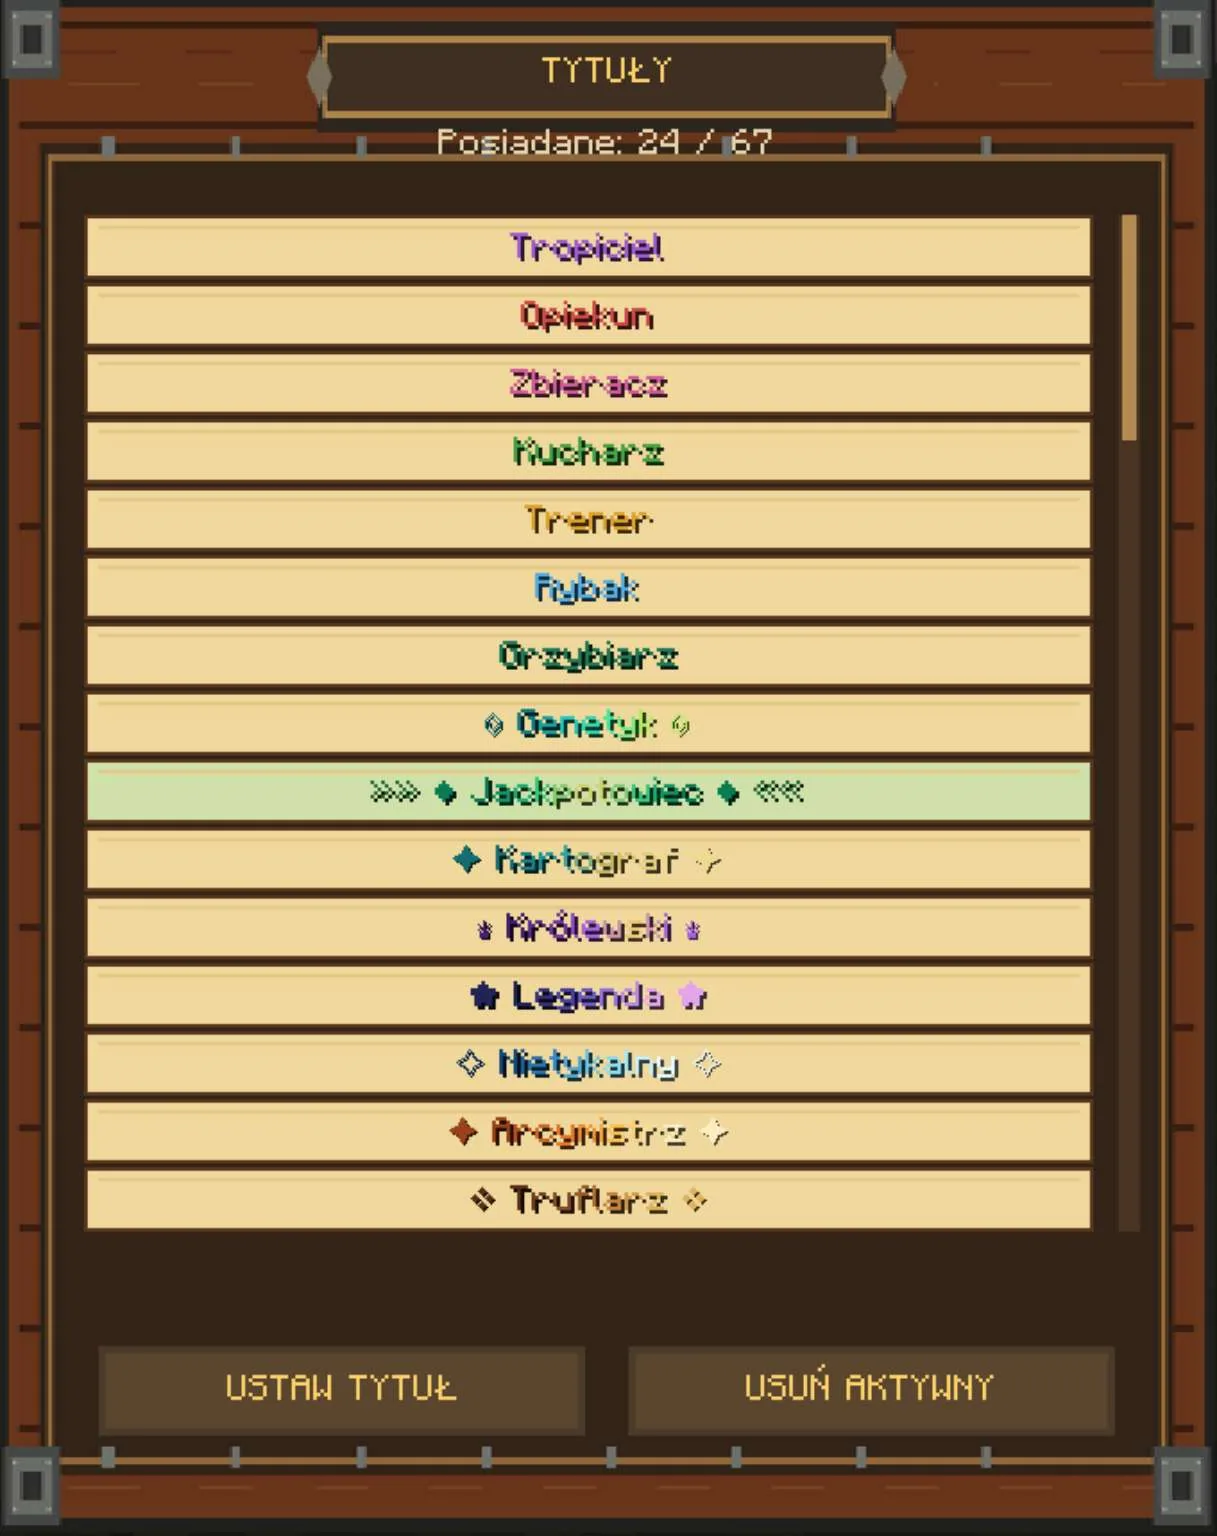 TYTUŁY
Posiadane: 24 / 67
Tropiciel
Opiekun
Zbieracz
Kucharz
Trener
Rybak
Grzybiarz
Genetyk
»» ◆ Jackpotowiec ◆ ««
✦ Kartograf ✧
♛ Królewski ♛
Legenda
✧ Nietykalny ✧
✦ Arcymistrz ✦
❖ Truflarz ❖
USTAW TYTUŁ
USUŃ AKTYWNY